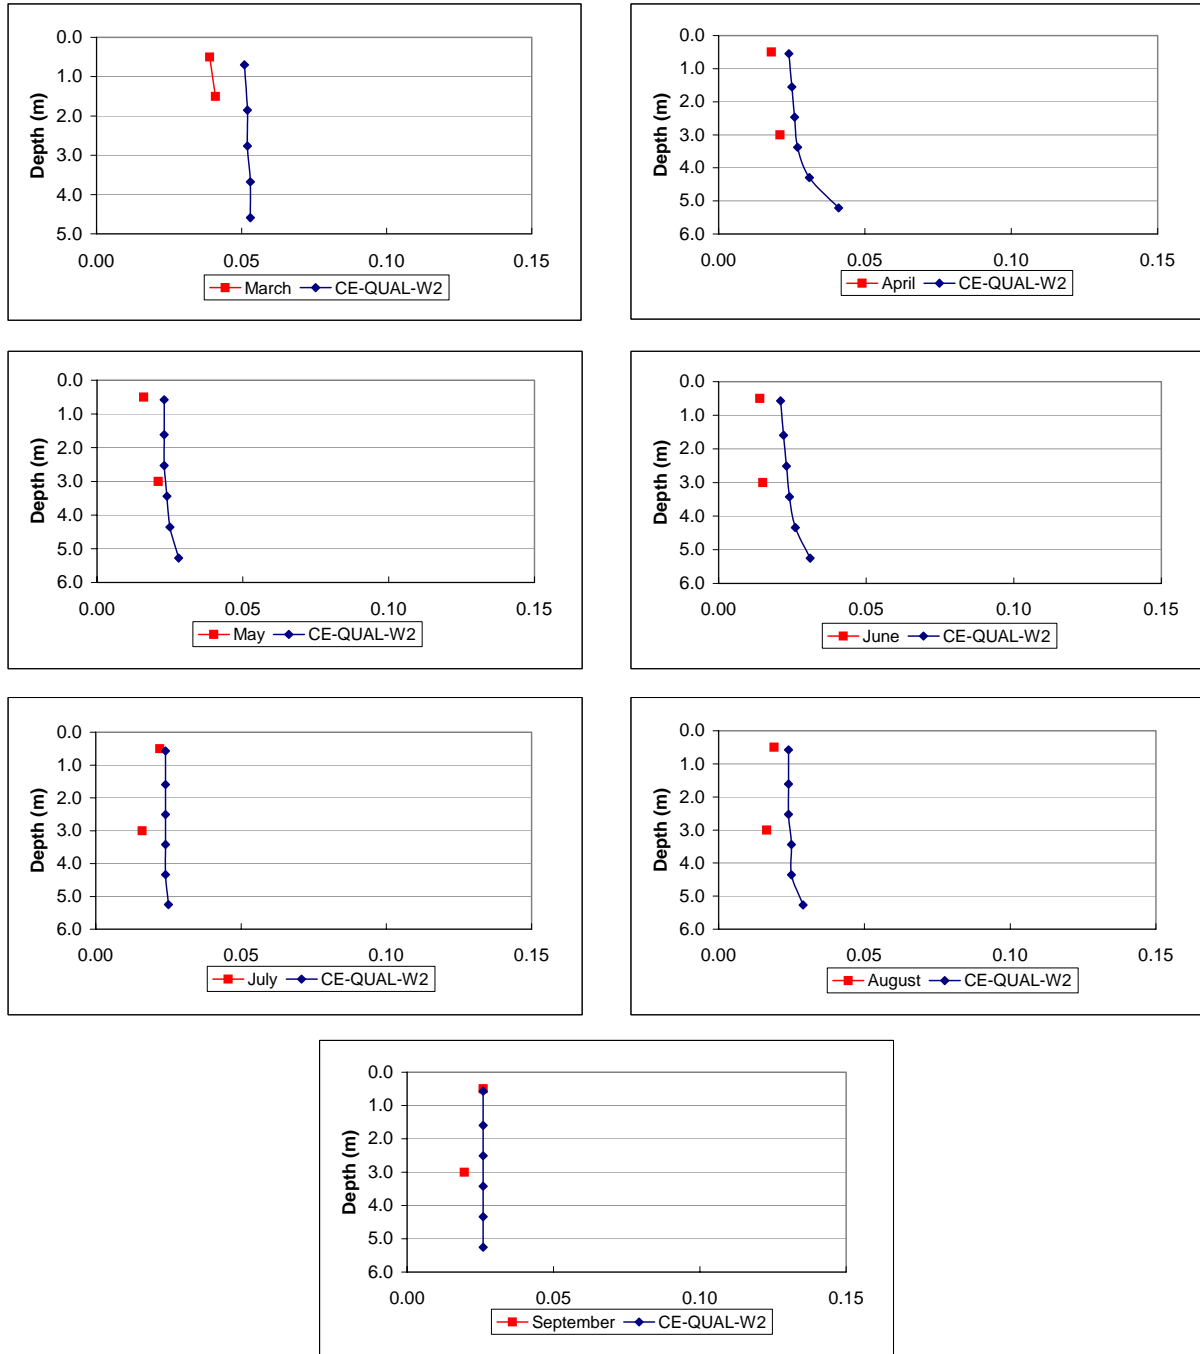 0.0
1.0
2.0
3.0
4.0
5.0
Depth (m)
0.00 0.05 0.10 0.15
March CE-QUAL-W2
0.0
1.0
2.0
3.0
4.0
5.0
6.0
Depth (m)
0.00 0.05 0.10 0.15
April CE-QUAL-W2
0.0
1.0
2.0
3.0
4.0
5.0
6.0
Depth (m)
0.00 0.05 0.10 0.15
May CE-QUAL-W2
0.0
1.0
2.0
3.0
4.0
5.0
6.0
Depth (m)
0.00 0.05 0.10 0.15
June CE-QUAL-W2
0.0
1.0
2.0
3.0
4.0
5.0
6.0
Depth (m)
0.00 0.05 0.10 0.15
July CE-QUAL-W2
0.0
1.0
2.0
3.0
4.0
5.0
6.0
Depth (m)
0.00 0.05 0.10 0.15
August CE-QUAL-W2
0.0
1.0
2.0
3.0
4.0
5.0
6.0
Depth (m)
0.00 0.05 0.10 0.15
September CE-QUAL-W2